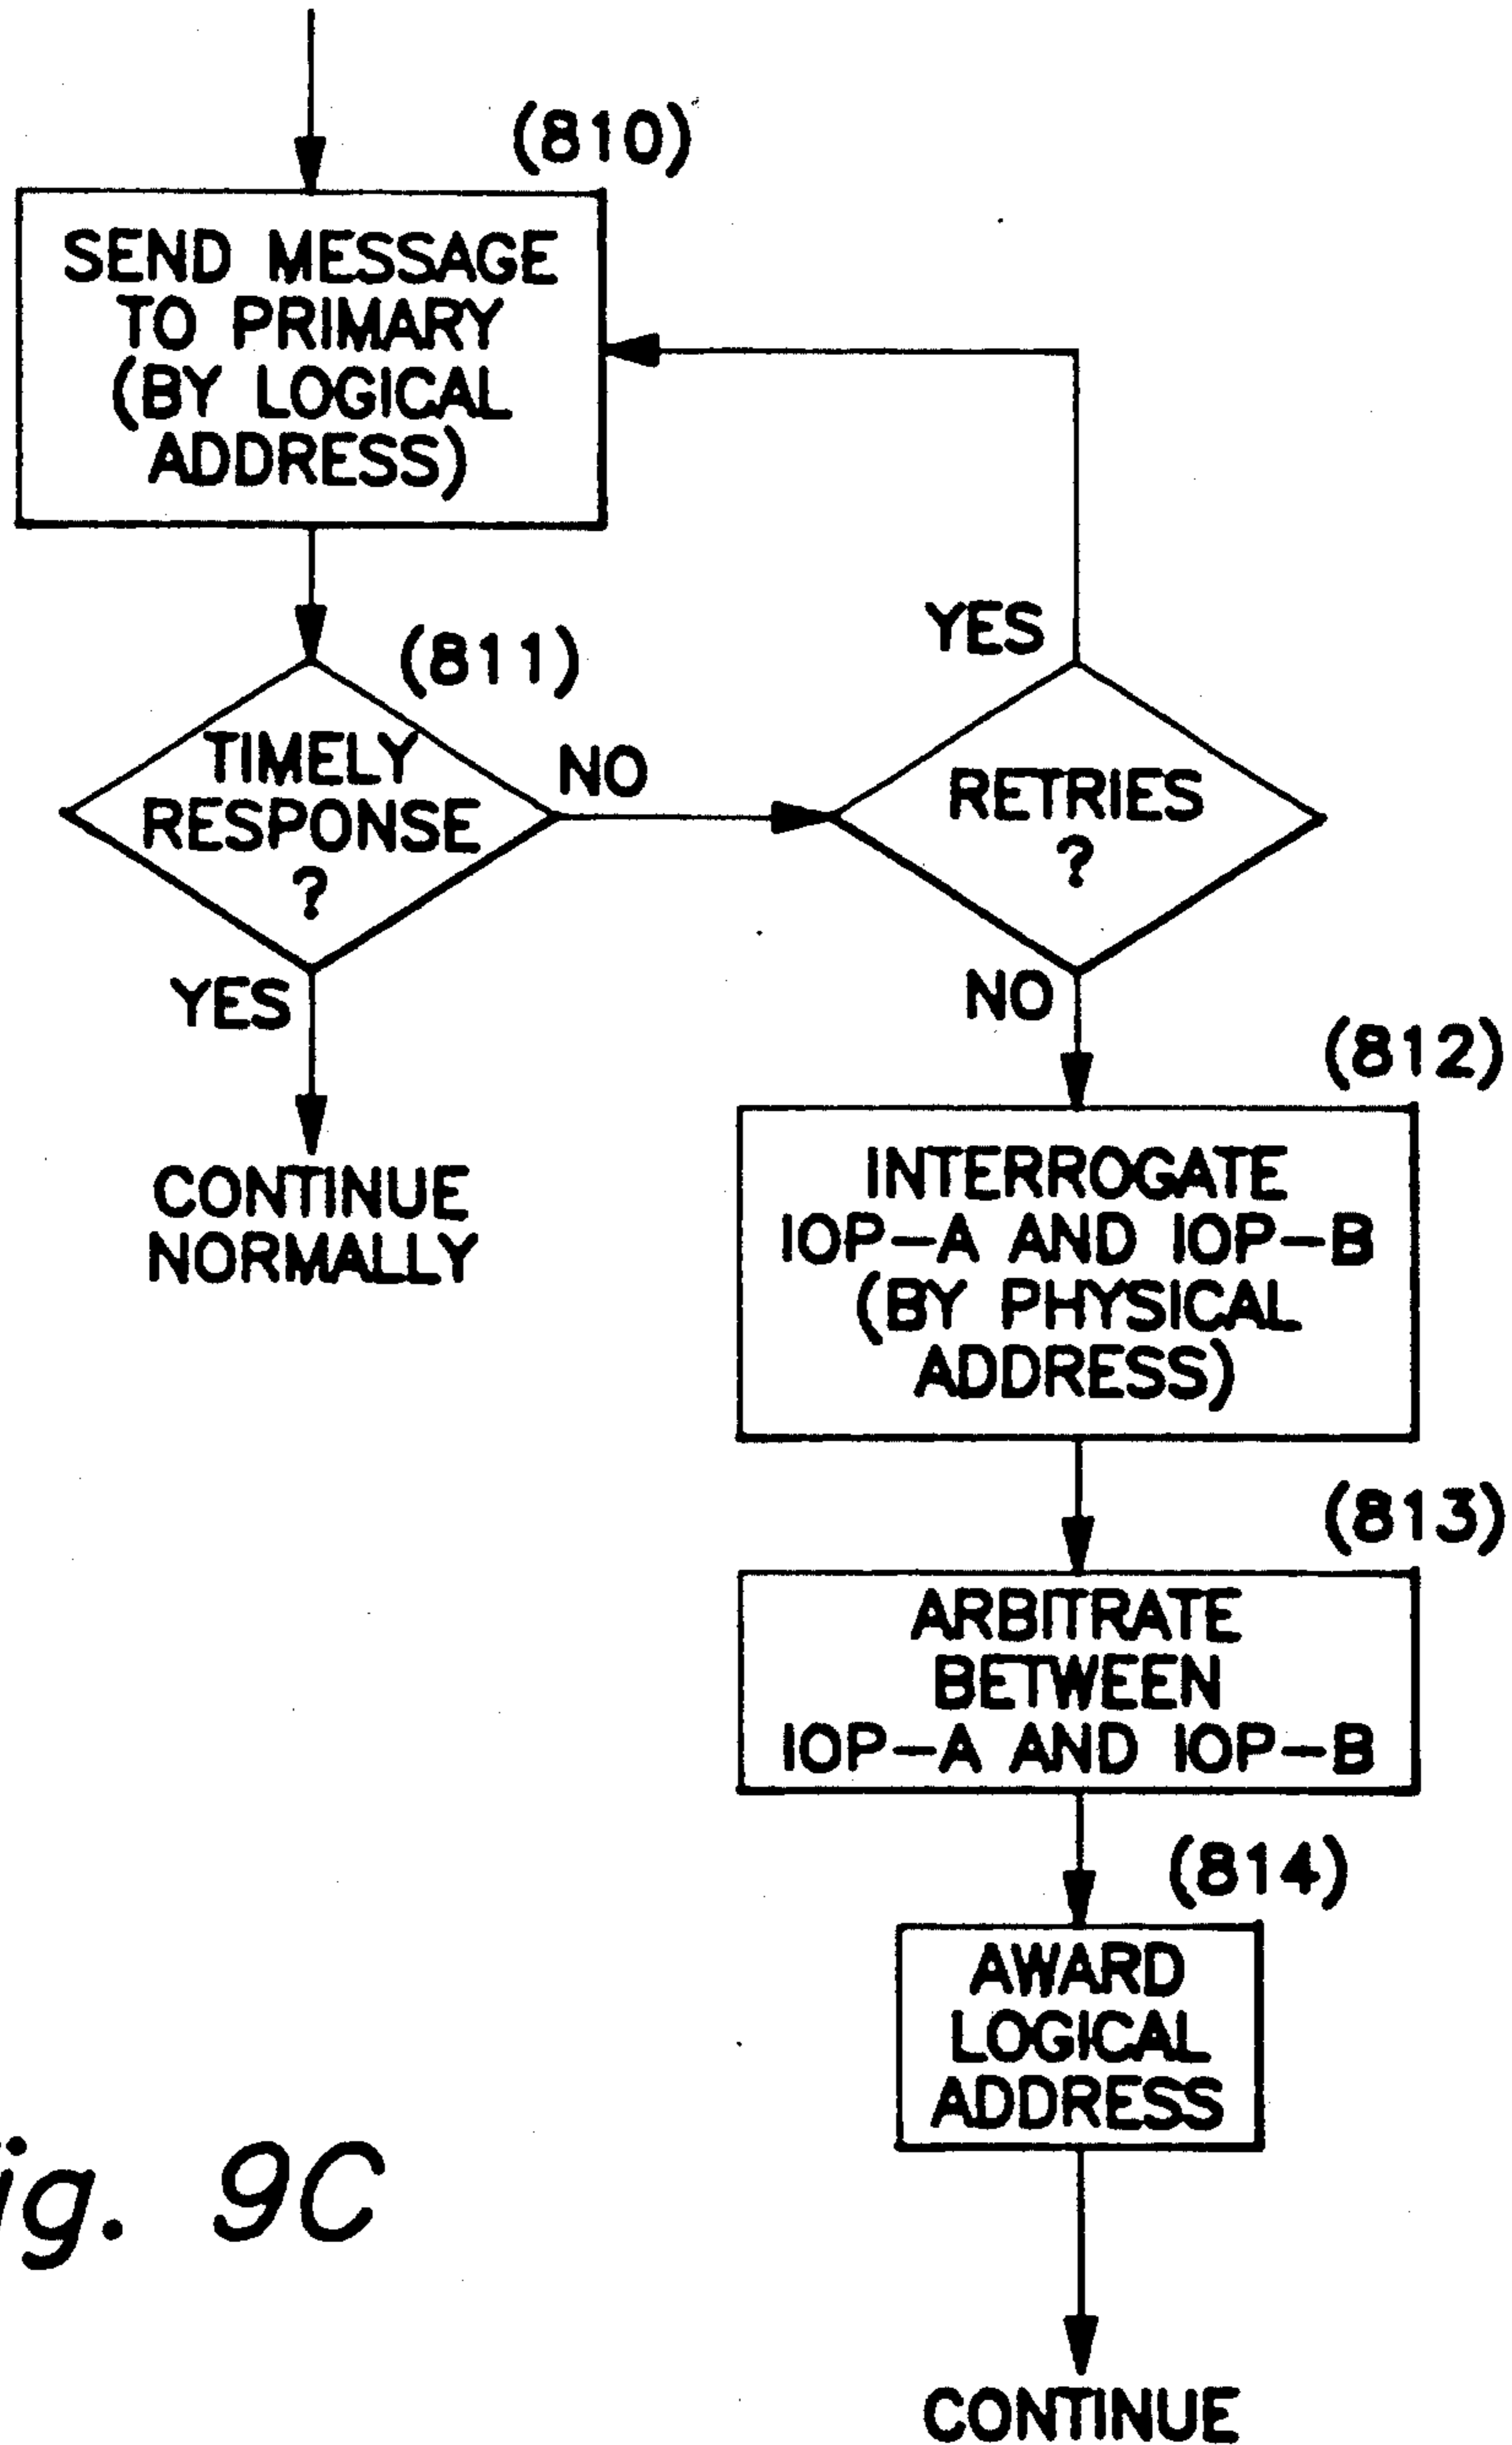 (810)
SEND MESSAGE
TO PRIMARY
(BY LOGICAL
ADDRESS)
(811)
TIMELY
RESPONSE
?
NO
YES
CONTINUE
NORMALLY
YES
RETRIES
?
NO
(812)
INTERROGATE
IOP-A AND IOP-B
(BY PHYSICAL
ADDRESS)
(813)
ARBITRATE
BETWEEN
IOP-A AND IOP-B
(814)
AWARD
LOGICAL
ADDRESS
CONTINUE
ig. 9C